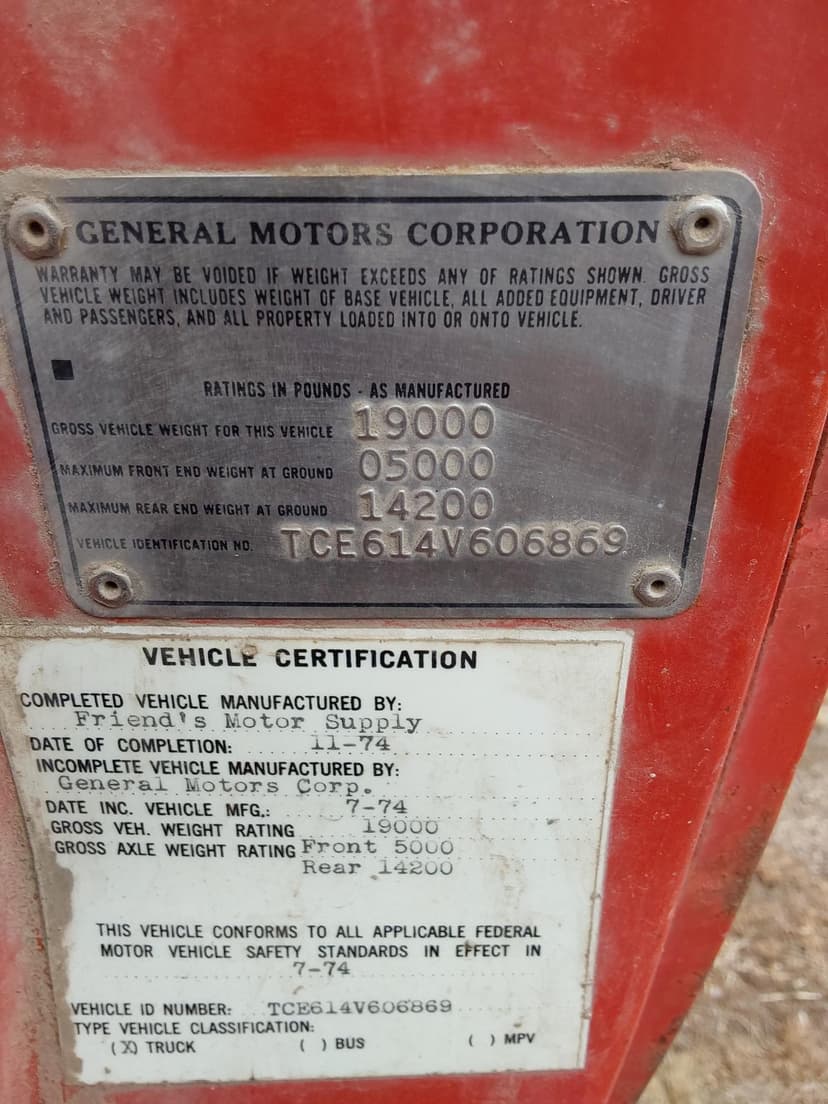 GENERAL MOTORS CORPORATION
WARRANTY MAY BE VOIDED IF WEIGHT EXCEEDS ANY OF RATINGS SHOWN. GROSS
VEHICLE WEIGHT INCLUDES WEIGHT OF BASE VEHICLE, ALL ADDED EQUIPMENT, DRIVER
AND PASSENGERS, AND ALL PROPERTY LOADED INTO OR ONTO VEHICLE.
RATINGS IN POUNDS - AS MANUFACTURED
GROSS VEHICLE WEIGHT FOR THIS VEHICLE 19000
MAXIMUM FRONT END WEIGHT AT GROUND 05000
MAXIMUM REAR END WEIGHT AT GROUND 14200
VEHICLE IDENTIFICATION NO. TCE614V606869
VEHICLE CERTIFICATION
COMPLETED VEHICLE MANUFACTURED BY:
Friend's Motor Supply
DATE OF COMPLETION: 11-74
INCOMPLETE VEHICLE MANUFACTURED BY:
General Motors Corp.
DATE INC. VEHICLE MFG.: 7-74
GROSS VEH. WEIGHT RATING 19000
GROSS AXLE WEIGHT RATING Front 5000
Rear 14200
THIS VEHICLE CONFORMS TO ALL APPLICABLE FEDERAL
MOTOR VEHICLE SAFETY STANDARDS IN EFFECT IN
7-74
VEHICLE ID NUMBER: TCE614V606869
TYPE VEHICLE CLASSIFICATION:
(X) TRUCK ( ) BUS ( ) MPV